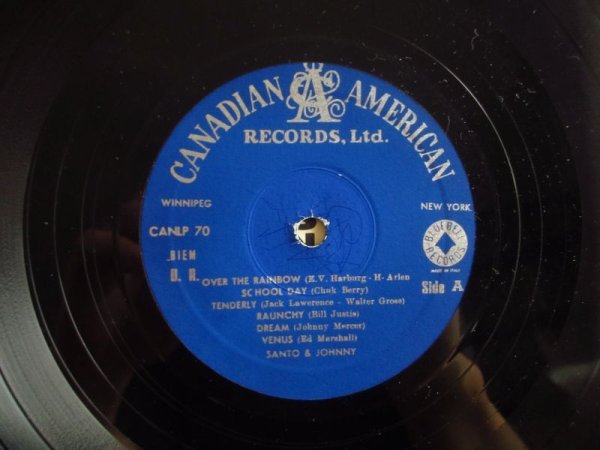 CANADIAN AMERICAN
RECORDS, Ltd.
WINNIPEG
NEW YORK
CANLP 70
BLUEBELL RECORDS
MADE IN ITALY
BIEM
D. R.
Side A
OVER THE RAINBOW (E.V. Harburg - H. Arlen
SCHOOL DAY (Chuk Berry)
TENDERLY (Jack Lawerence - Walter Gross)
RAUNCHY (Bill Justis)
DREAM (Johnny Mercer)
VENUS (Ed Marshall)
SANTO & JOHNNY